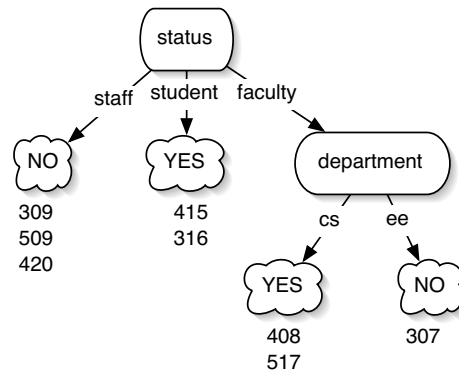 status
staff student faculty
NO YES department
309 415
509 316
420
cs ee
YES NO
408 307
517